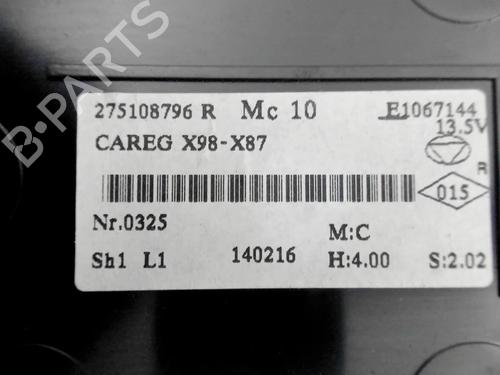 275108796 R Mc 10 E1067144
13.5V
CAREG X98-X87
R
015
Nr.0325
M:C
Sh1 L1 140216 H:4.00 S:2.02
B-PARTS